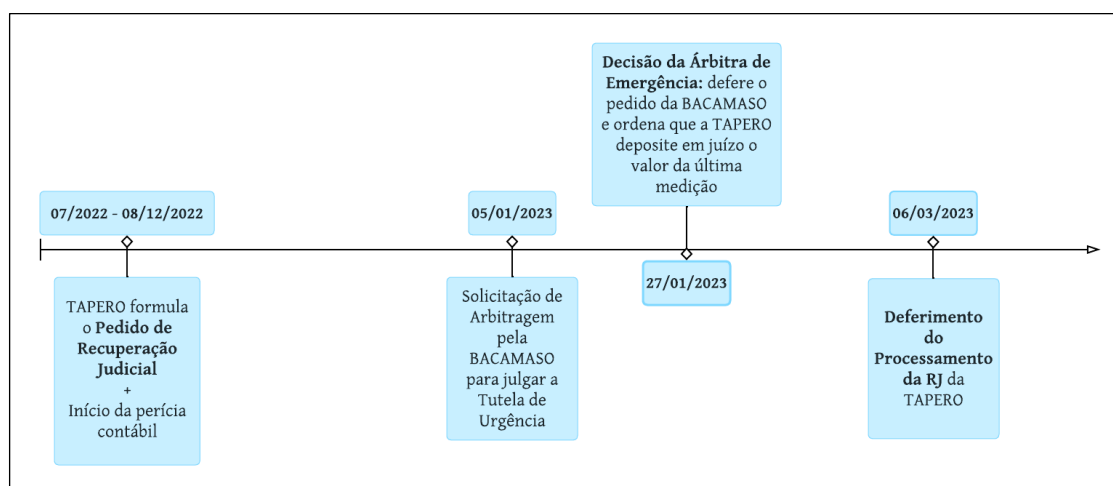 07/2022 - 08/12/2022
TAPERO formula
o Pedido de
Recuperação
Judicial
+
Início da perícia
contábil
05/01/2023
Solicitação de
Arbitragem
pela
BACAMASO
para julgar a
Tutela de
Urgência
Decisão da Árbitra de
Emergência: defere o
pedido da BACAMASO
e ordena que a TAPERO
deposite em juízo o
valor da última
medição
27/01/2023
06/03/2023
Deferimento
do
Processamento
da RJ da
TAPERO